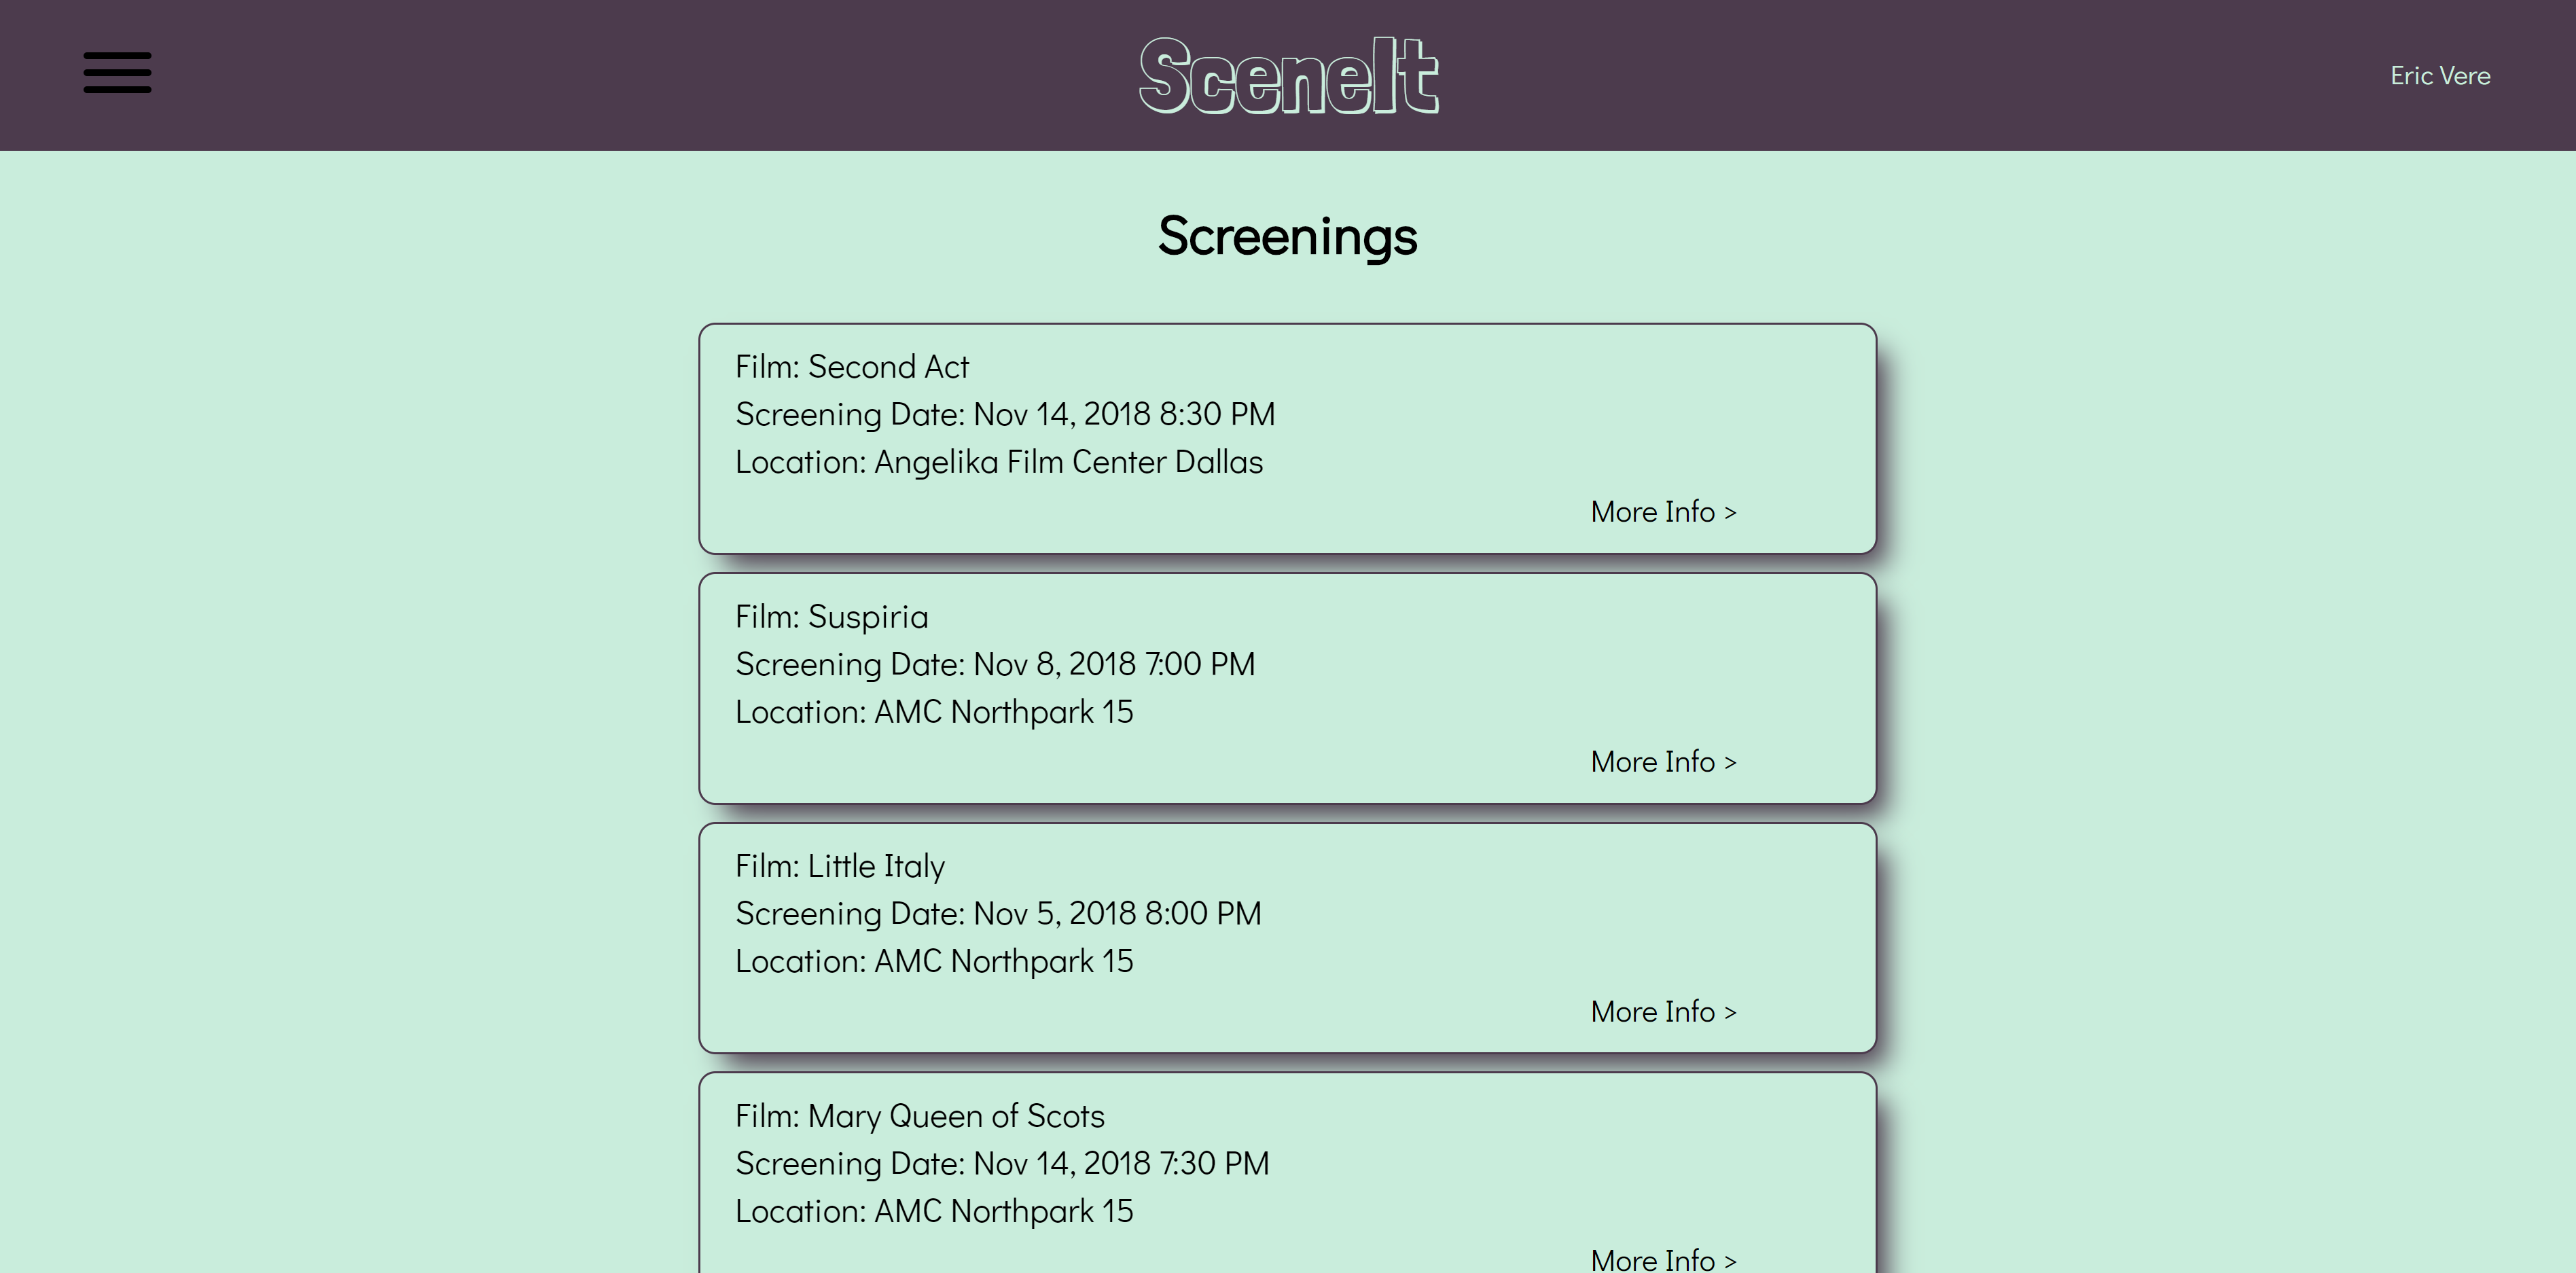 SceneIt
Eric Vere
Screenings
Film: Second Act
Screening Date: Nov 14, 2018 8:30 PM
Location: Angelika Film Center Dallas
More Info >
Film: Suspiria
Screening Date: Nov 8, 2018 7:00 PM
Location: AMC Northpark 15
More Info >
Film: Little Italy
Screening Date: Nov 5, 2018 8:00 PM
Location: AMC Northpark 15
More Info >
Film: Mary Queen of Scots
Screening Date: Nov 14, 2018 7:30 PM
Location: AMC Northpark 15
More Info >